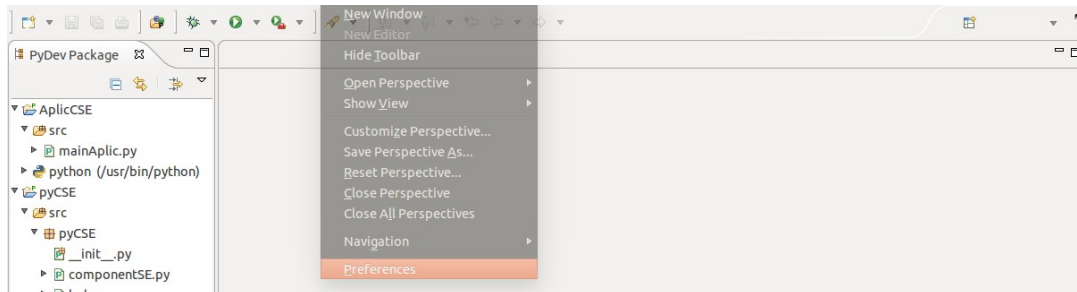 New Window
New Editor
PyDev Package
Hide Toolbar
Open Perspective
Show View
AplicCSE
src
Customize Perspective...
mainAplic.py
Save Perspective As...
python (/usr/bin/python)
Reset Perspective...
pyCSE
Close Perspective
src
Close All Perspectives
pyCSE
Navigation
__init__.py
componentSE.py
Preferences